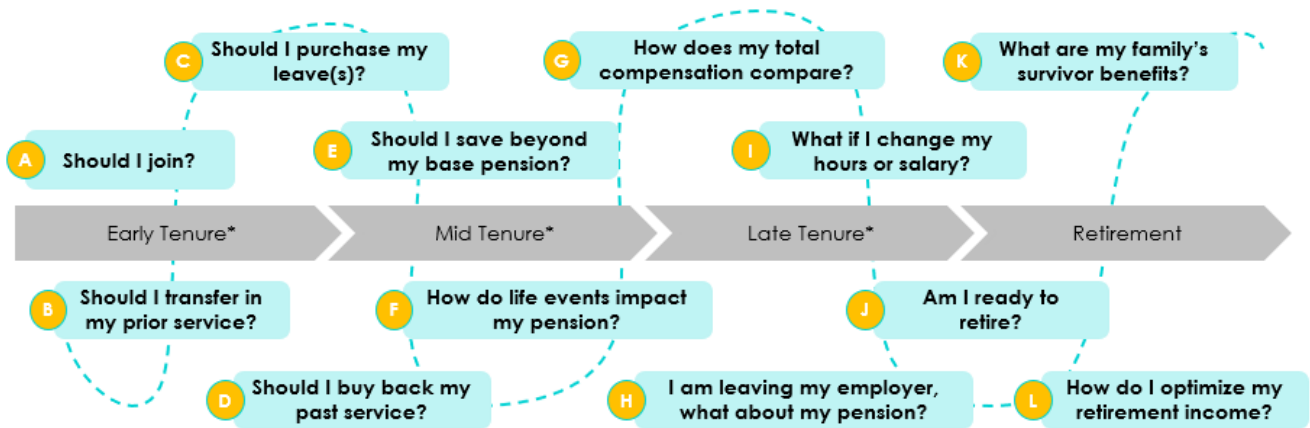 A
Should I join?
B
Should I transfer in
my prior service?
C
Should I purchase my
leave(s)?
D
Should I buy back my
past service?
E
Should I save beyond
my base pension?
F
How do life events impact
my pension?
G
How does my total
compensation compare?
H
I am leaving my employer,
what about my pension?
I
What if I change my
hours or salary?
J
Am I ready to
retire?
K
What are my family's
survivor benefits?
L
How do I optimize my
retirement income?
Early Tenure*
Mid Tenure*
Late Tenure*
Retirement